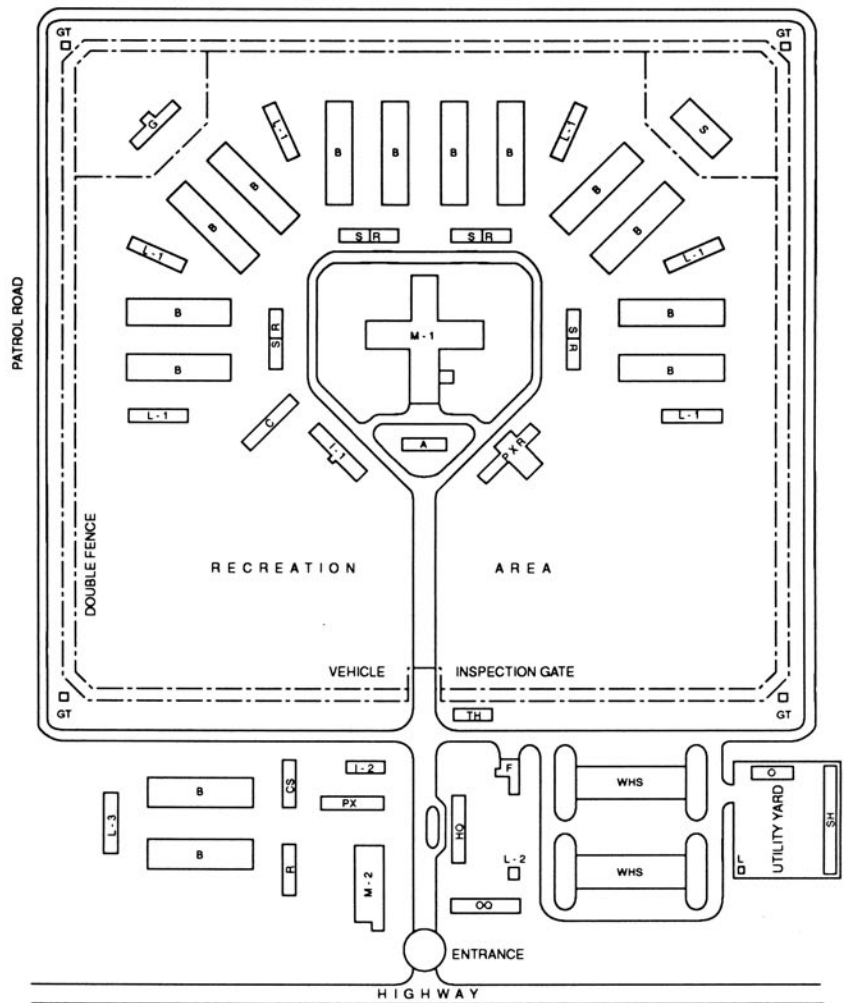 GT
GT
G
L - 1
B
B
B
B
L - 1
S
B
B
B
B
L - 1
L - 1
S R
S R
PATROL ROAD
B
S R
M - 1
S R
B
B
B
L - 1
C
I - 1
A
P X R
L - 1
DOUBLE FENCE
RECREATION AREA
VEHICLE INSPECTION GATE
GT
GT
TH
I - 2
F
O
B
CS
PX
WHS
L - 3
HQ
UTILITY YARD
SH
B
R
M - 2
L - 2
WHS
L
OQ
ENTRANCE
HIGHWAY